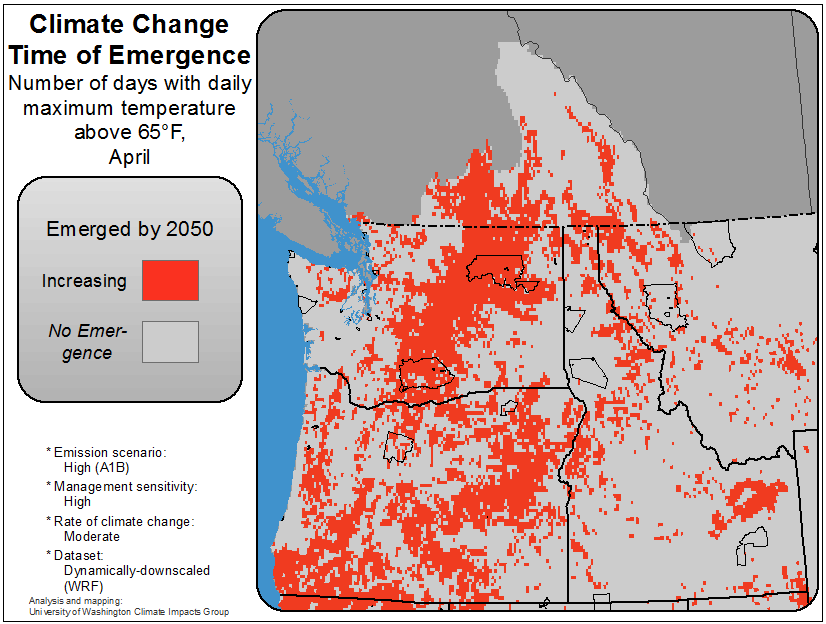 Climate Change
Time of Emergence
Number of days with daily
maximum temperature
above 65°F,
April
Emerged by 2050
Increasing
No Emer-
gence
* Emission scenario:
High (A1B)
* Management sensitivity:
High
* Rate of climate change:
Moderate
* Dataset:
Dynamically-downscaled
(WRF)
Analysis and mapping:
University of Washington Climate Impacts Group